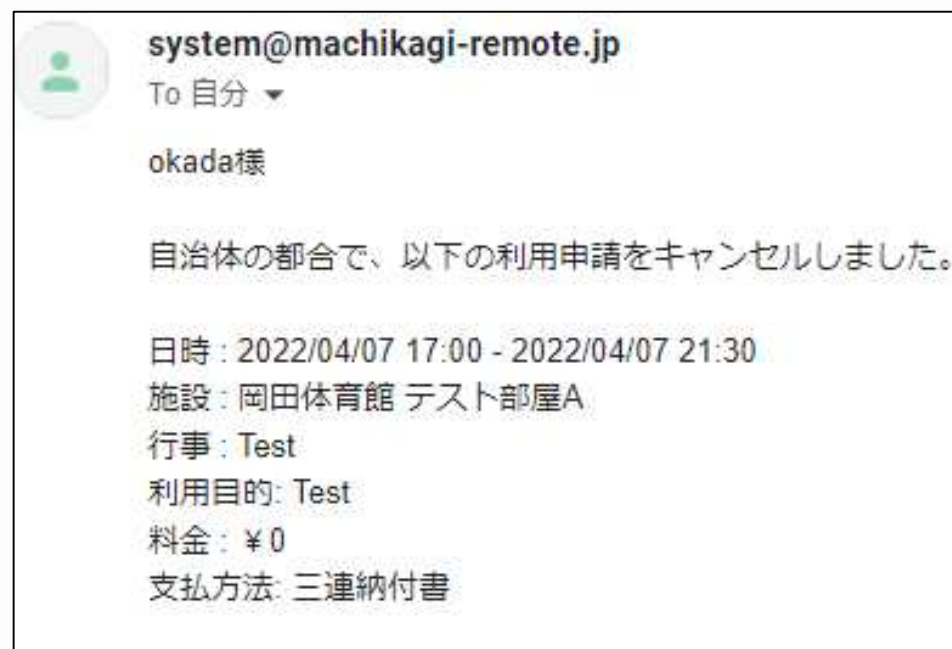 system@machikagi-remote.jp
To 自分
okada様
自治体の都合で、以下の利用申請をキャンセルしました。
日時 : 2022/04/07 17:00 - 2022/04/07 21:30
施設 : 岡田体育館 テスト部屋A
行事 : Test
利用目的: Test
料金 : ¥0
支払方法: 三連納付書